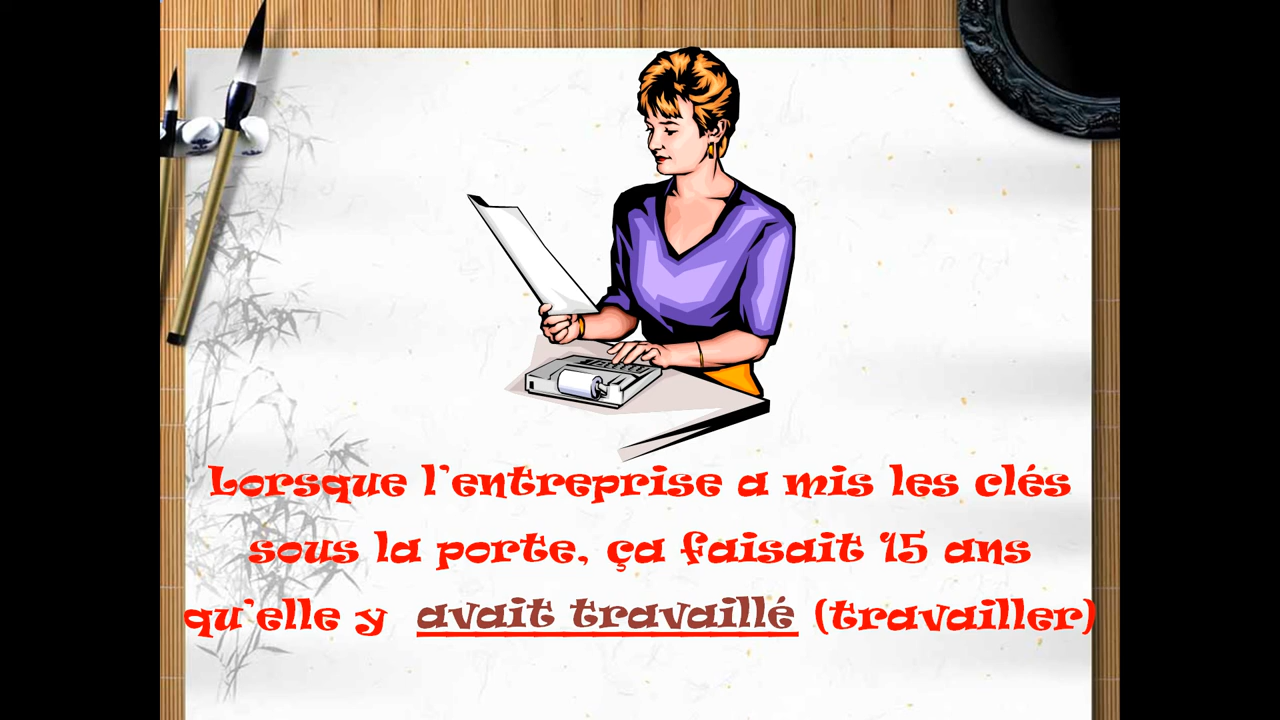 Lorsque l'entreprise a mis les clés
sous la porte, ça faisait 15 ans
qu'elle y avait travaillé (travailler)